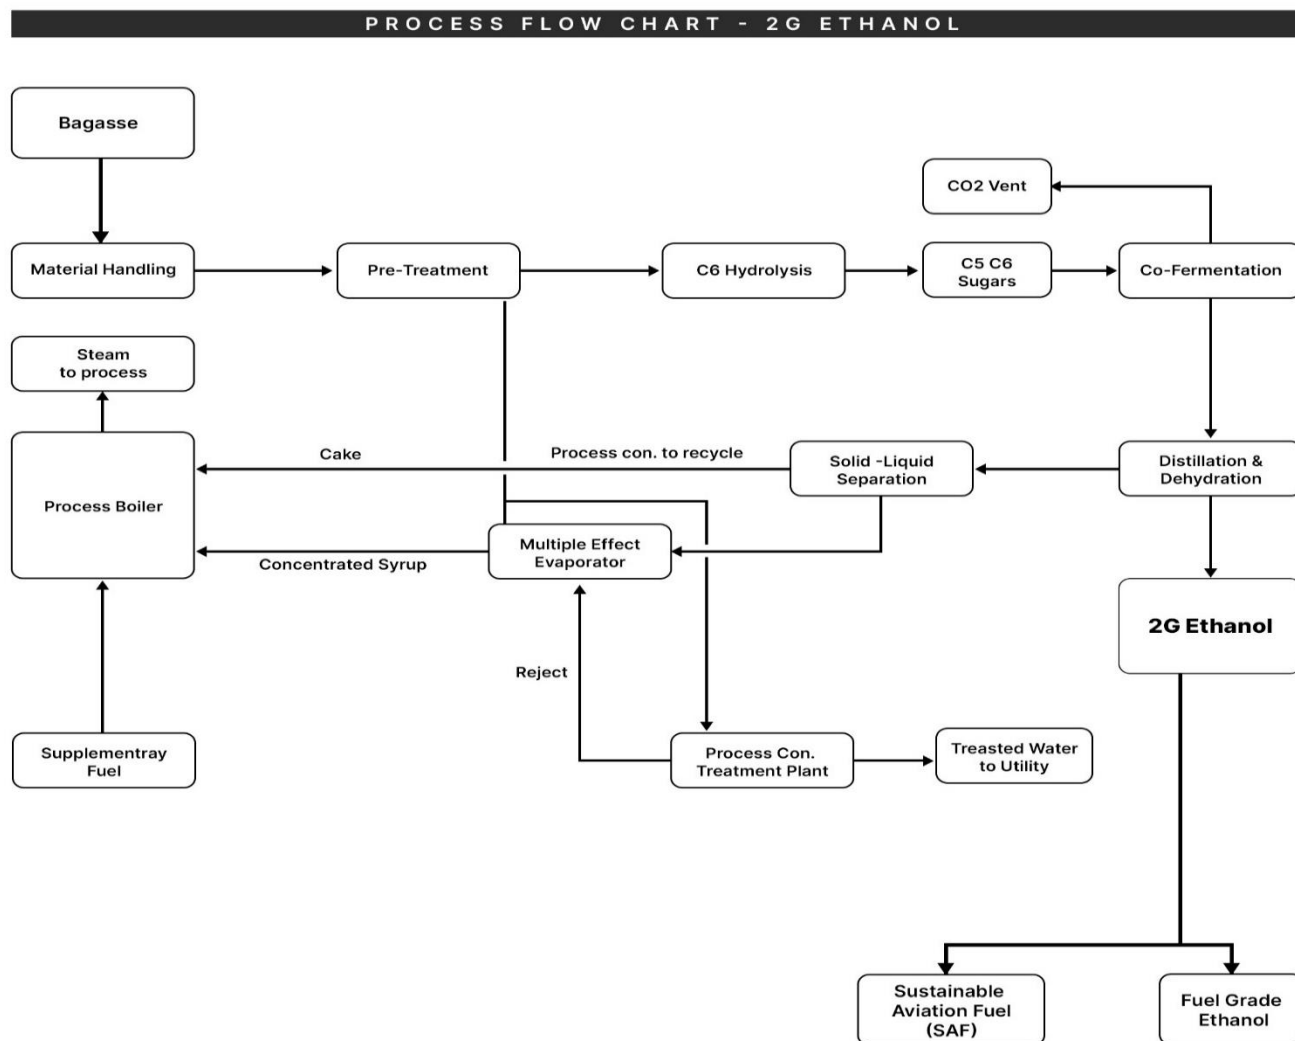 PROCESS FLOW CHART - 2G ETHANOL
Bagasse
CO2 Vent
Material Handling
Pre-Treatment
C6 Hydrolysis
C5 C6
Sugars
Co-Fermentation
Steam
to process
Process Boiler
Cake
Process con. to recycle
Solid -Liquid
Separation
Distillation &
Dehydration
Concentrated Syrup
Multiple Effect
Evaporator
2G Ethanol
Reject
Supplementray
Fuel
Process Con.
Treatment Plant
Treasted Water
to Utility
Sustainable
Aviation Fuel
(SAF)
Fuel Grade
Ethanol